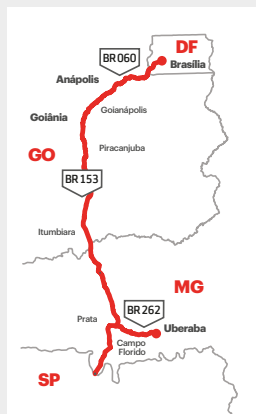 BR 060
DF
Brasília
Anápolis
Goianápolis
Goiânia
Piracanjuba
GO
BR 153
Itumbiara
MG
BR 262
Prata
Uberaba
Campo
Florido
SP